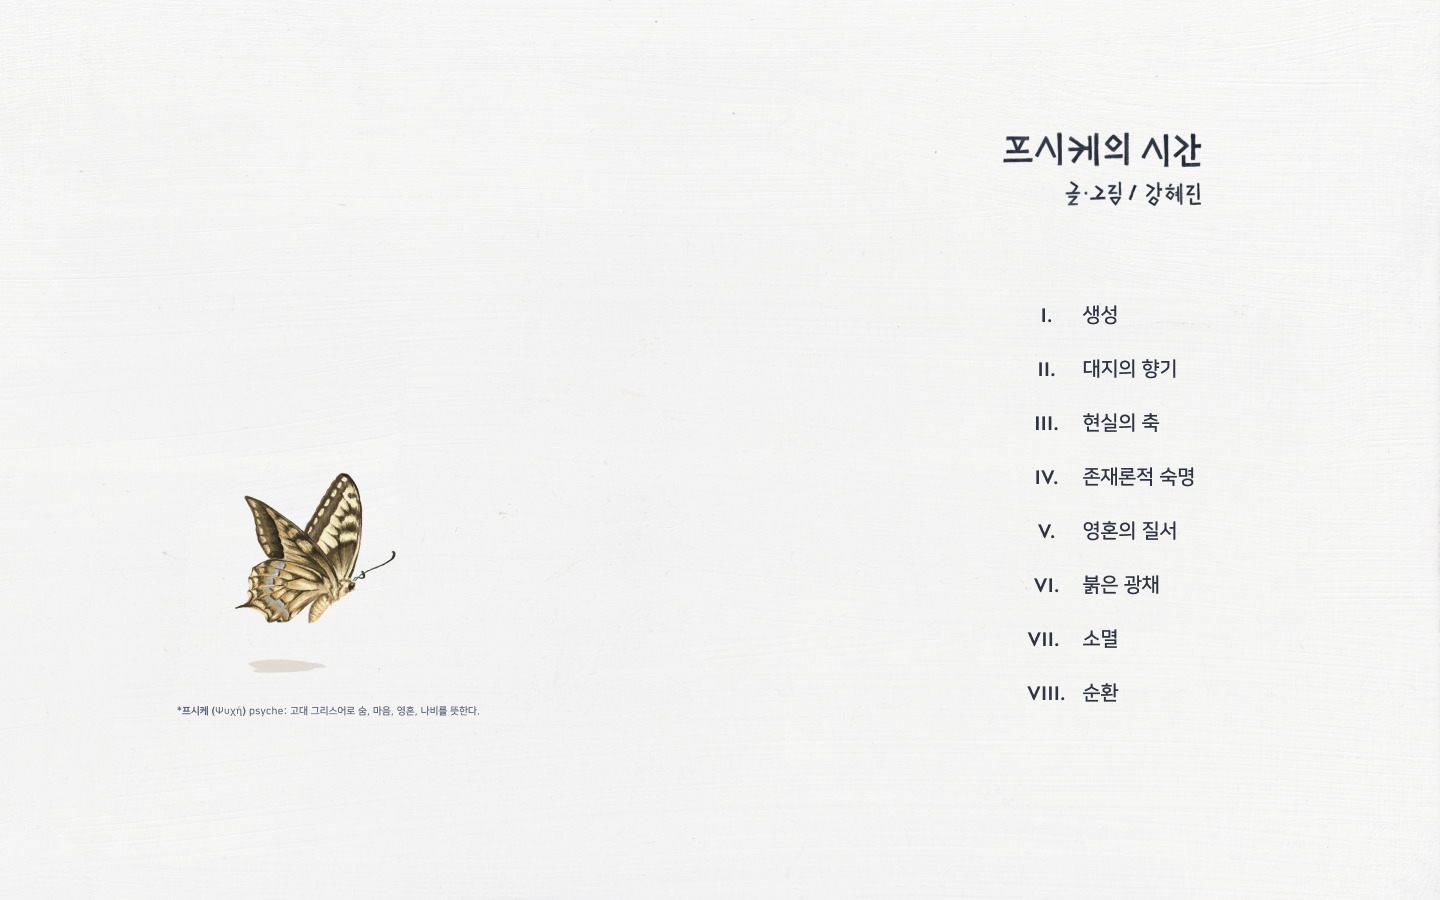 프시케의 시간
글·그림 / 강혜진
I. 생성
II. 대지의 향기
III. 현실의 축
IV. 존재론적 숙명
V. 영혼의 질서
VI. 붉은 광채
VII. 소멸
VIII. 순환
*프시케 (Ψυχή) psyche: 고대 그리스어로 숨, 마음, 영혼, 나비를 뜻한다.